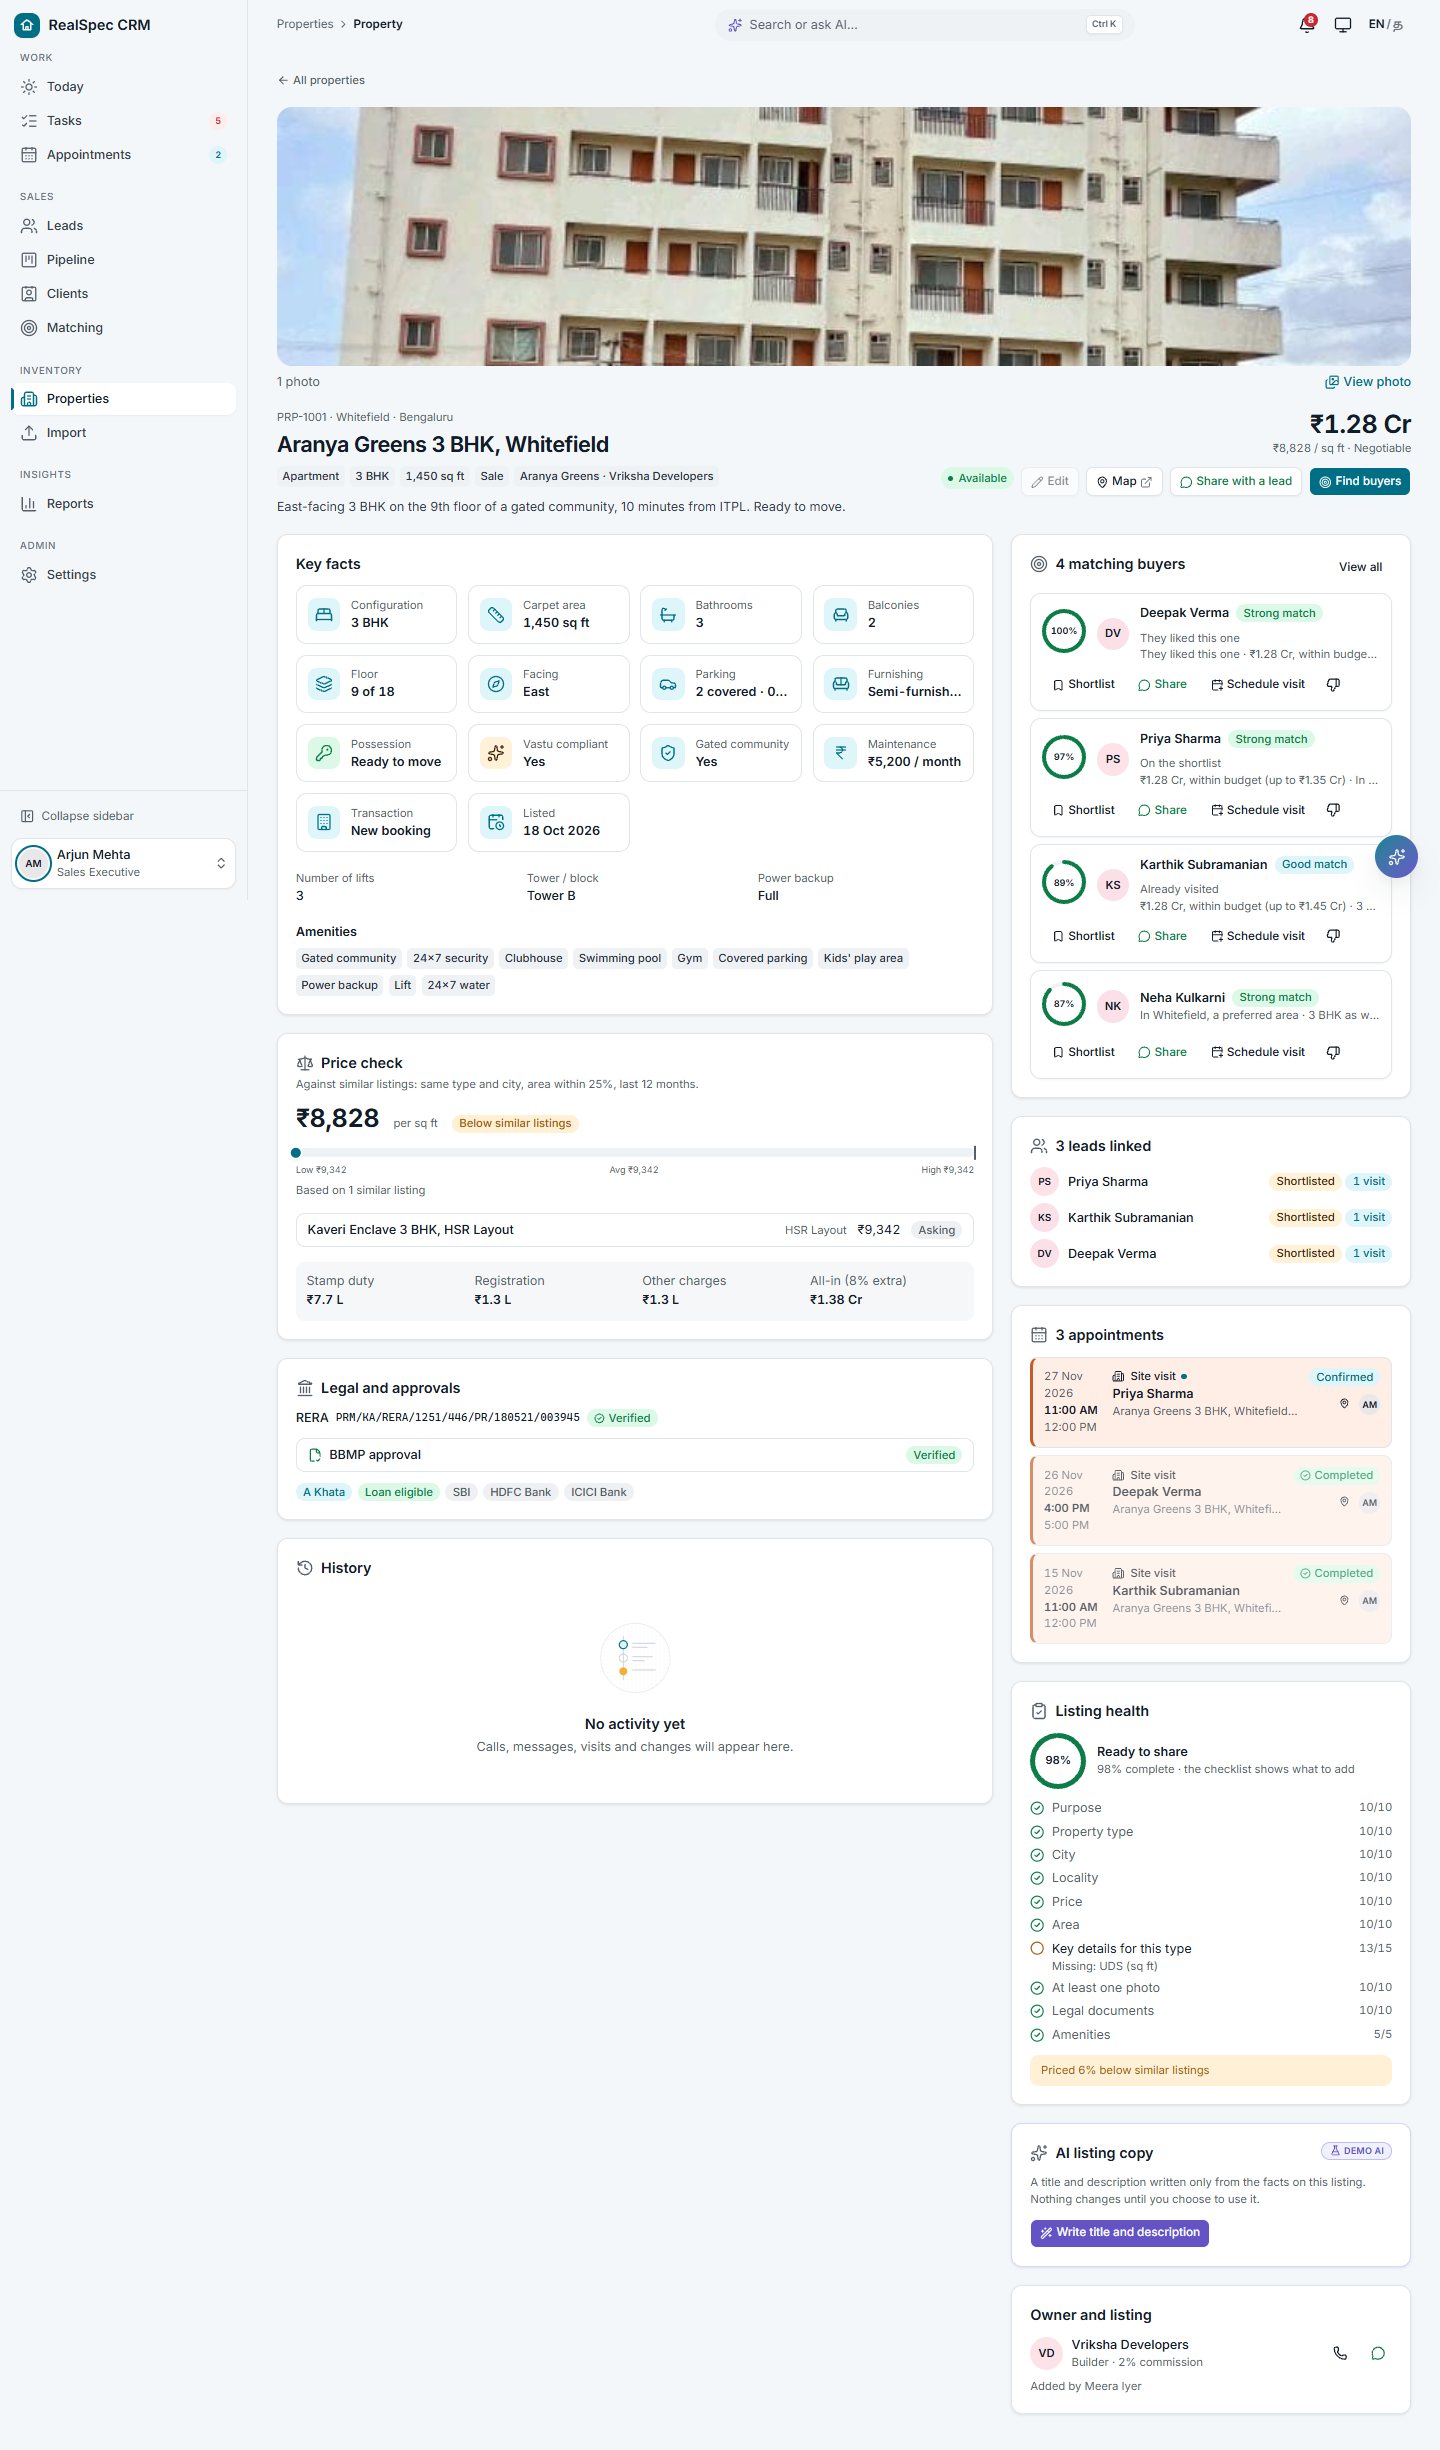 RealSpec CRM
WORK
Today
Tasks 5
Appointments 2
SALES
Leads
Pipeline
Clients
Matching
INVENTORY
Properties
Import
INSIGHTS
Reports
ADMIN
Settings
Collapse sidebar
AM Arjun Mehta
Sales Executive
Properties > Property
Search or ask AI... Ctrl K
8
EN / த
← All properties
1 photo
View photo
PRP-1001 · Whitefield · Bengaluru
Aranya Greens 3 BHK, Whitefield
₹1.28 Cr
₹8,828 / sq ft · Negotiable
Apartment 3 BHK 1,450 sq ft Sale Aranya Greens · Vriksha Developers
Available Edit Map Share with a lead Find buyers
East-facing 3 BHK on the 9th floor of a gated community, 10 minutes from ITPL. Ready to move.
Key facts
Configuration
3 BHK
Carpet area
1,450 sq ft
Bathrooms
3
Balconies
2
Floor
9 of 18
Facing
East
Parking
2 covered · 0...
Furnishing
Semi-furnish...
Possession
Ready to move
Vastu compliant
Yes
Gated community
Yes
Maintenance
₹5,200 / month
Transaction
New booking
Listed
18 Oct 2026
Number of lifts
3
Tower / block
Tower B
Power backup
Full
Amenities
Gated community 24×7 security Clubhouse Swimming pool Gym Covered parking Kids' play area
Power backup Lift 24×7 water
Price check
Against similar listings: same type and city, area within 25%, last 12 months.
₹8,828 per sq ft Below similar listings
Low ₹9,342 Avg ₹9,342 High ₹9,342
Based on 1 similar listing
Kaveri Enclave 3 BHK, HSR Layout HSR Layout ₹9,342 Asking
Stamp duty
₹7.7 L
Registration
₹1.3 L
Other charges
₹1.3 L
All-in (8% extra)
₹1.38 Cr
Legal and approvals
RERA PRM/KA/RERA/1251/446/PR/180521/003945 Verified
BBMP approval Verified
A Khata Loan eligible SBI HDFC Bank ICICI Bank
History
No activity yet
Calls, messages, visits and changes will appear here.
4 matching buyers View all
100% DV Deepak Verma Strong match
They liked this one
They liked this one · ₹1.28 Cr, within budge...
Shortlist Share Schedule visit
97% PS Priya Sharma Strong match
On the shortlist
₹1.28 Cr, within budget (up to ₹1.35 Cr) · In ...
Shortlist Share Schedule visit
89% KS Karthik Subramanian Good match
Already visited
₹1.28 Cr, within budget (up to ₹1.45 Cr) · 3 ...
Shortlist Share Schedule visit
87% NK Neha Kulkarni Strong match
In Whitefield, a preferred area · 3 BHK as w...
Shortlist Share Schedule visit
3 leads linked
PS Priya Sharma Shortlisted 1 visit
KS Karthik Subramanian Shortlisted 1 visit
DV Deepak Verma Shortlisted 1 visit
3 appointments
27 Nov
2026
11:00 AM
12:00 PM
Site visit
Priya Sharma
Aranya Greens 3 BHK, Whitefield...
Confirmed
AM
26 Nov
2026
4:00 PM
5:00 PM
Site visit
Deepak Verma
Aranya Greens 3 BHK, Whitefi...
Completed
AM
15 Nov
2026
11:00 AM
12:00 PM
Site visit
Karthik Subramanian
Aranya Greens 3 BHK, Whitefi...
Completed
AM
Listing health
98% Ready to share
98% complete · the checklist shows what to add
Purpose 10/10
Property type 10/10
City 10/10
Locality 10/10
Price 10/10
Area 10/10
Key details for this type 13/15
Missing: UDS (sq ft)
At least one photo 10/10
Legal documents 10/10
Amenities 5/5
Priced 6% below similar listings
AI listing copy DEMO AI
A title and description written only from the facts on this listing.
Nothing changes until you choose to use it.
Write title and description
Owner and listing
VD Vriksha Developers
Builder · 2% commission
Added by Meera Iyer